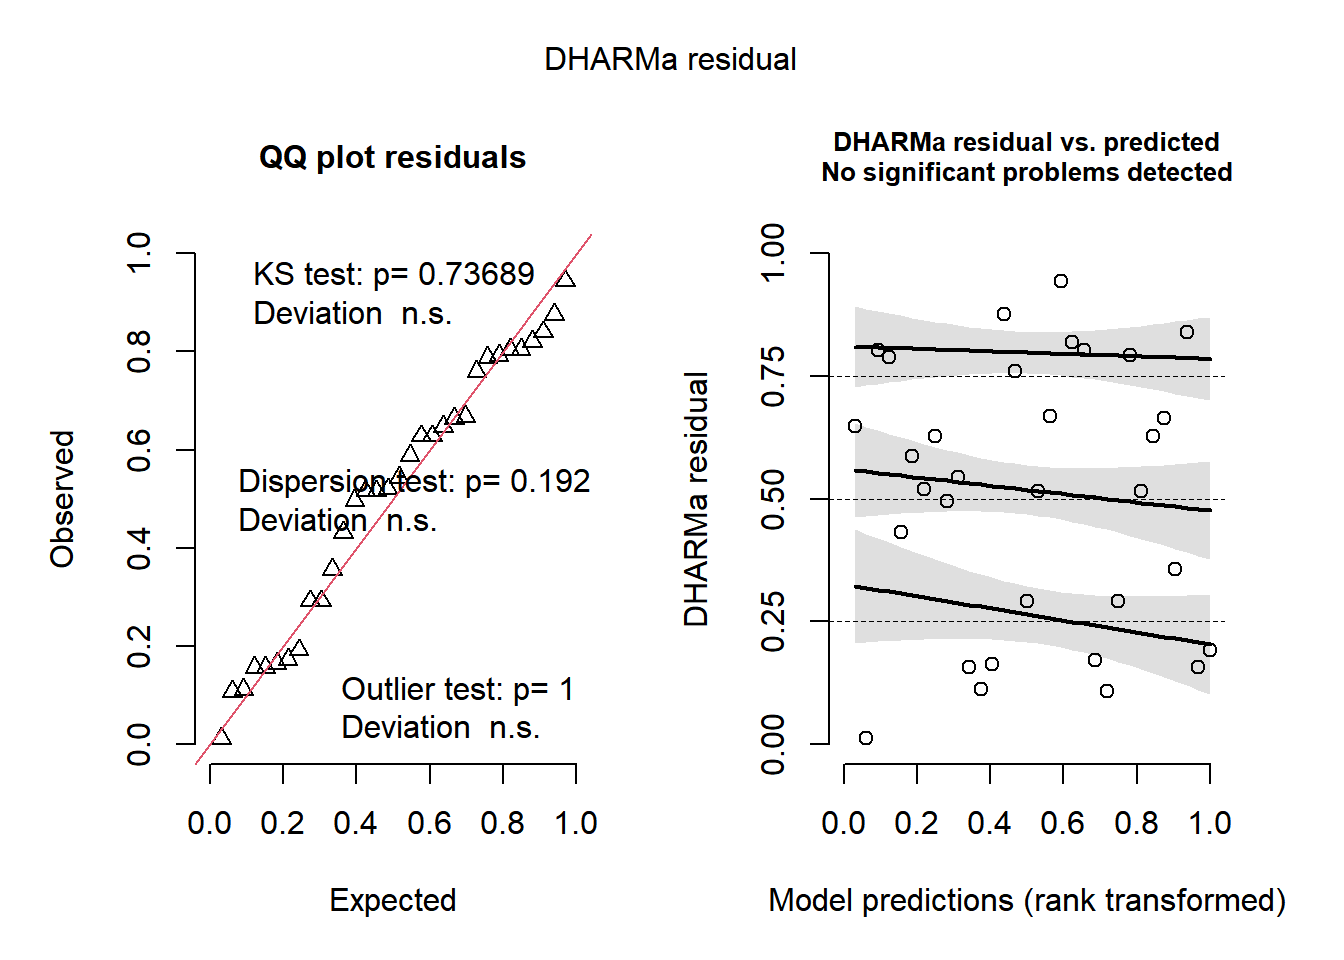 DHARMa residual
QQ plot residuals
KS test: p= 0.73689
Deviation  n.s.
Dispersion test: p= 0.192
Deviation  n.s.
Outlier test: p= 1
Deviation  n.s.
Observed
0.0 0.2 0.4 0.6 0.8 1.0
0.0 0.2 0.4 0.6 0.8 1.0
Expected
DHARMa residual vs. predicted
No significant problems detected
DHARMa residual
0.00 0.25 0.50 0.75 1.00
0.0 0.2 0.4 0.6 0.8 1.0
Model predictions (rank transformed)